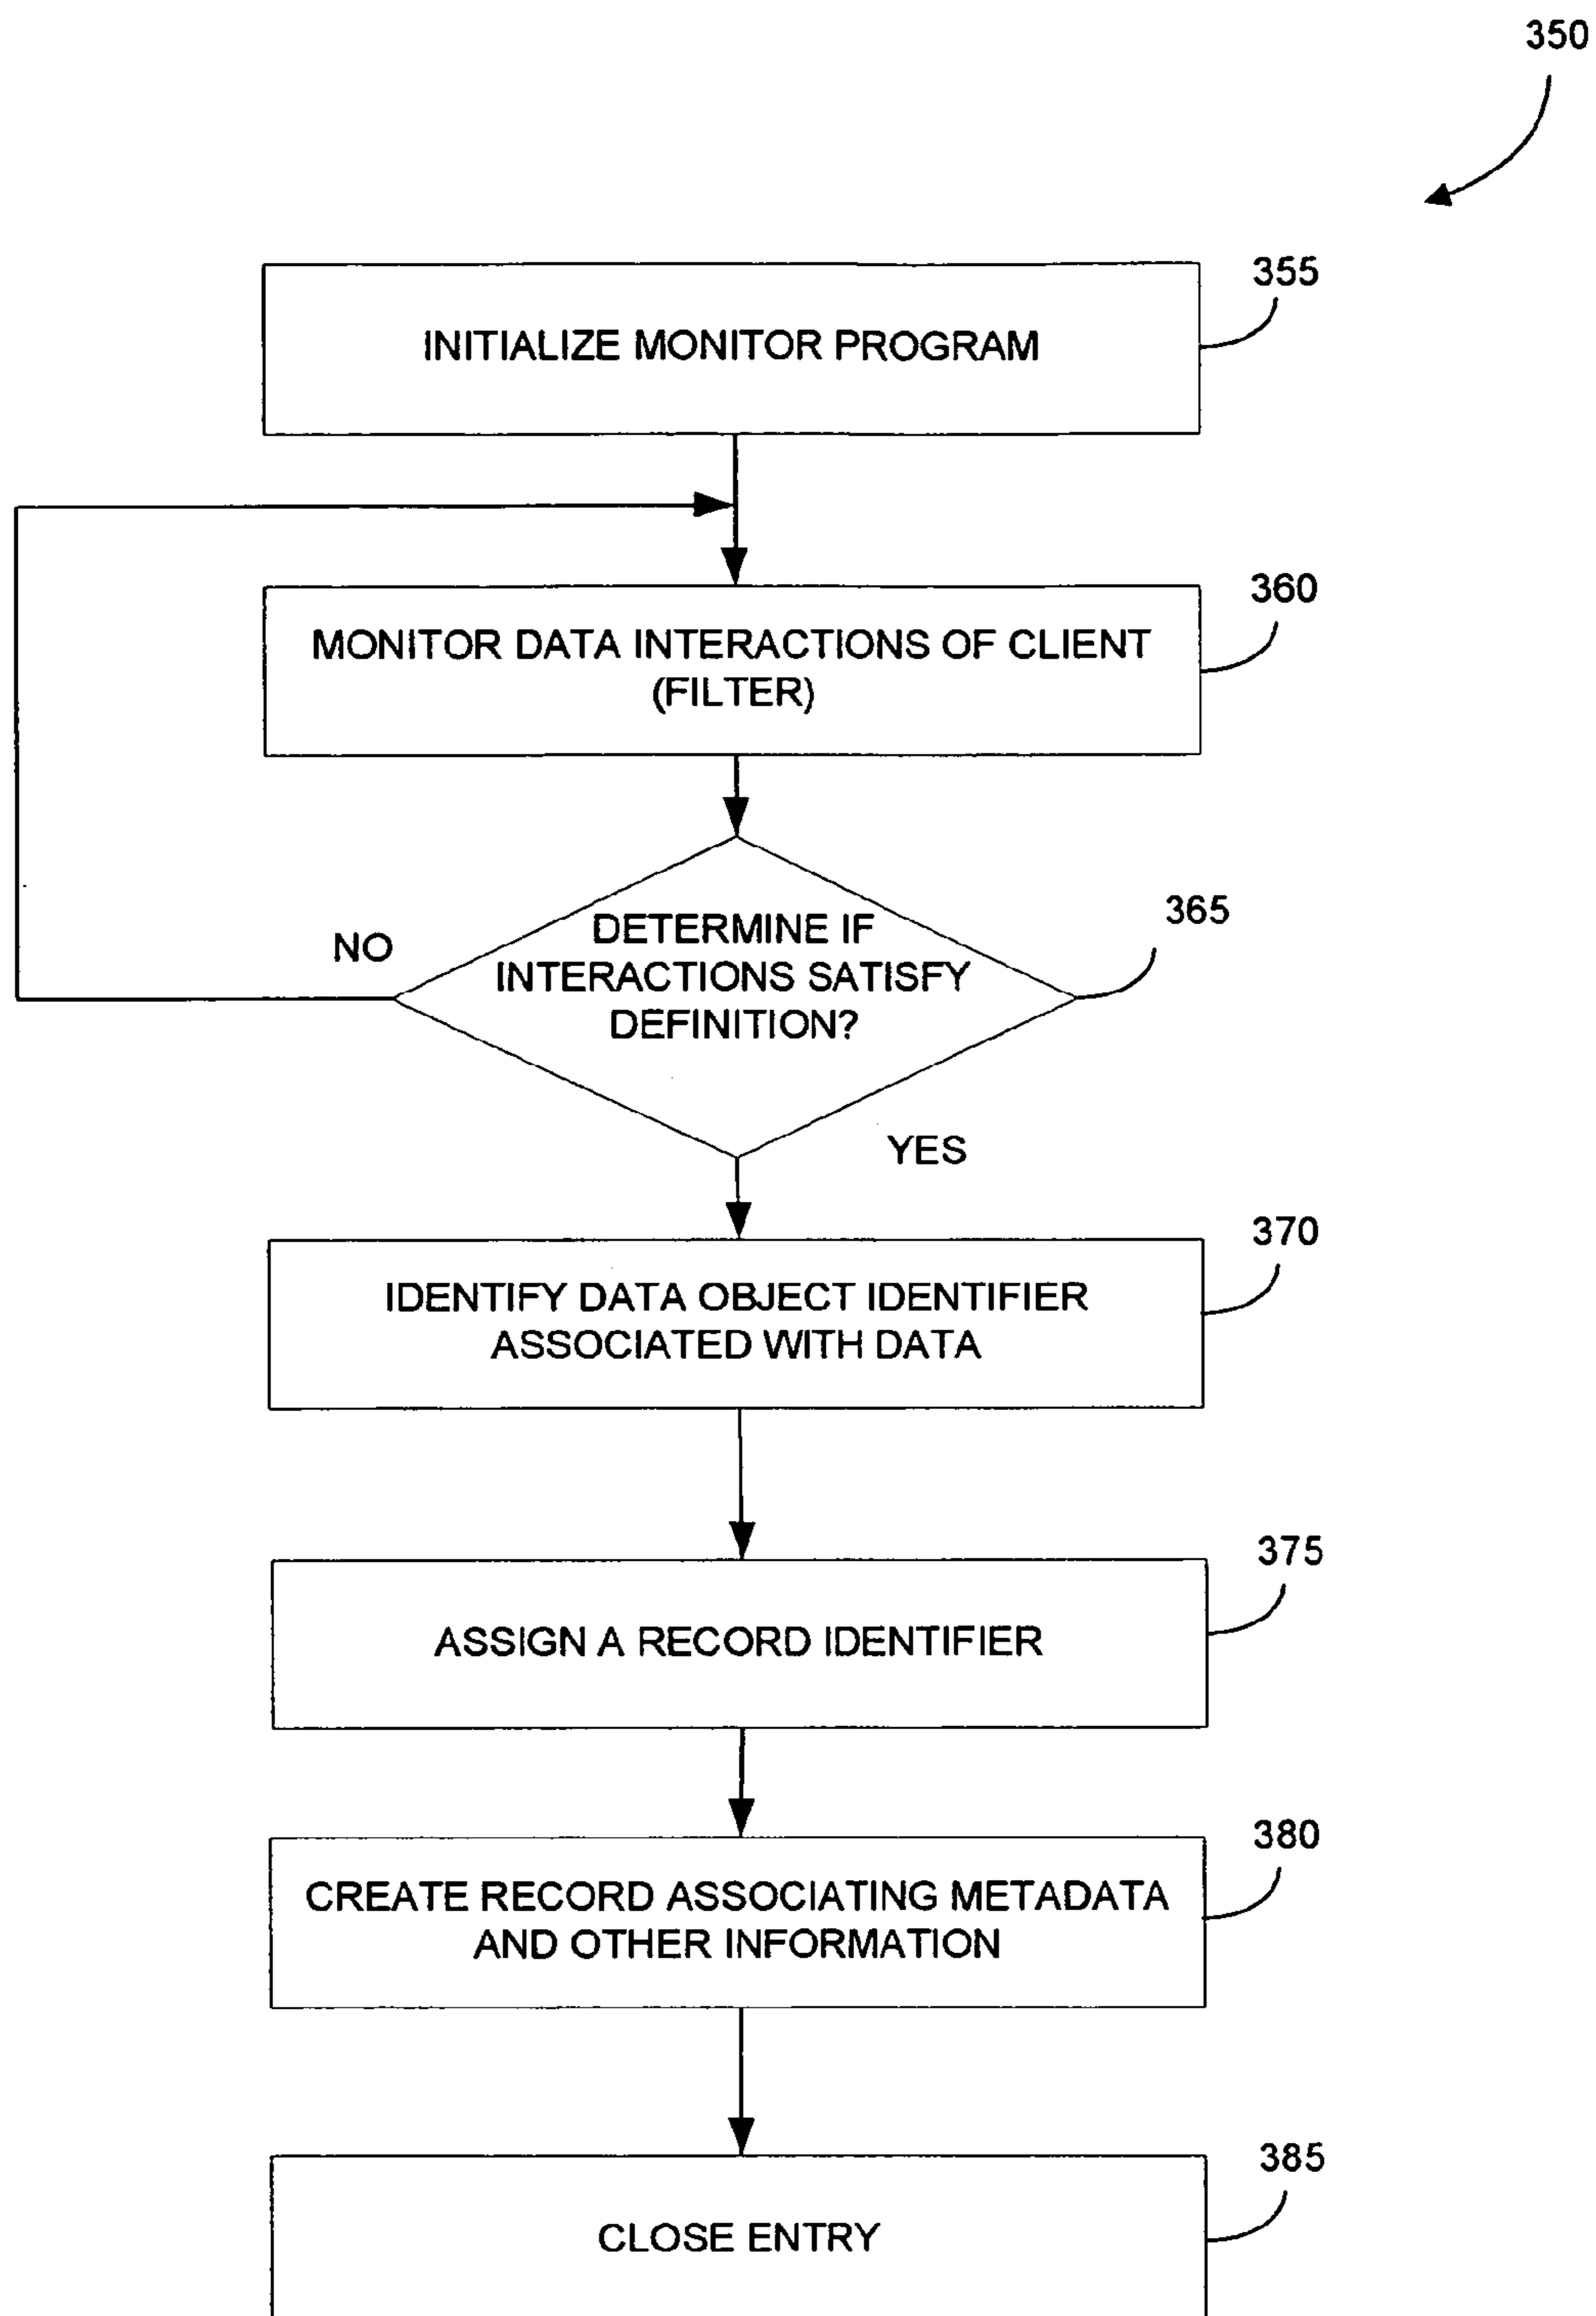 350
355
INITIALIZE MONITOR PROGRAM
360
MONITOR DATA INTERACTIONS OF CLIENT
(FILTER)
365
DETERMINE IF
INTERACTIONS SATISFY
DEFINITION?
NO
YES
370
IDENTIFY DATA OBJECT IDENTIFIER
ASSOCIATED WITH DATA
375
ASSIGN A RECORD IDENTIFIER
380
CREATE RECORD ASSOCIATING METADATA
AND OTHER INFORMATION
385
CLOSE ENTRY